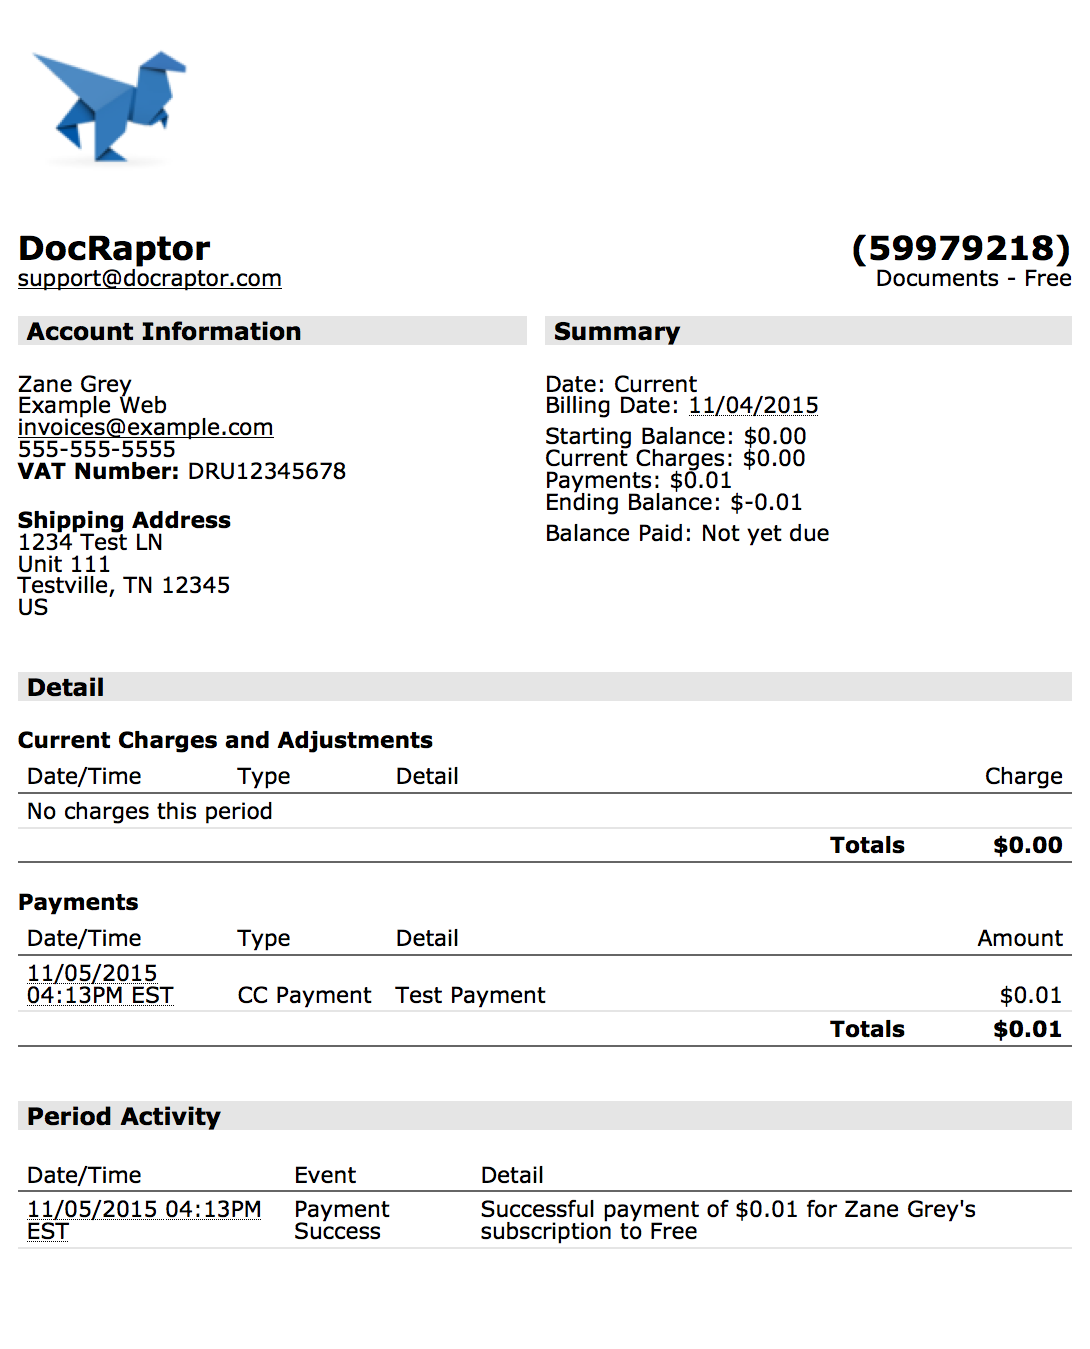 DocRaptor
(59979218)
support@docraptor.com
Documents - Free
Account Information
Zane Grey
Example Web
invoices@example.com
555-555-5555
VAT Number: DRU12345678
Shipping Address
1234 Test LN
Unit 111
Testville, TN 12345
US
Summary
Date: Current
Billing Date: 11/04/2015
Starting Balance: $0.00
Current Charges: $0.00
Payments: $0.01
Ending Balance: $-0.01
Balance Paid: Not yet due
Detail
Current Charges and Adjustments
Date/Time Type Detail Charge
No charges this period
Totals $0.00
Payments
Date/Time Type Detail Amount
11/05/2015
04:13PM EST CC Payment Test Payment $0.01
Totals $0.01
Period Activity
Date/Time Event Detail
11/05/2015 04:13PM Payment Successful payment of $0.01 for Zane Grey's
EST Success subscription to Free